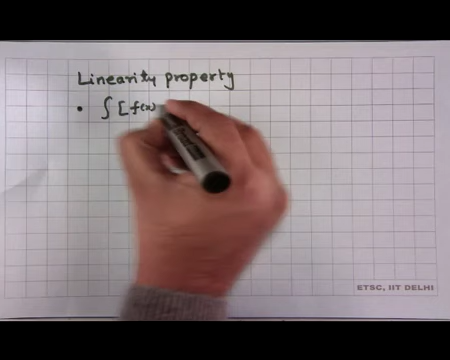 Linearity property
• ∫ [f(x)
ETSC, IIT DELHI